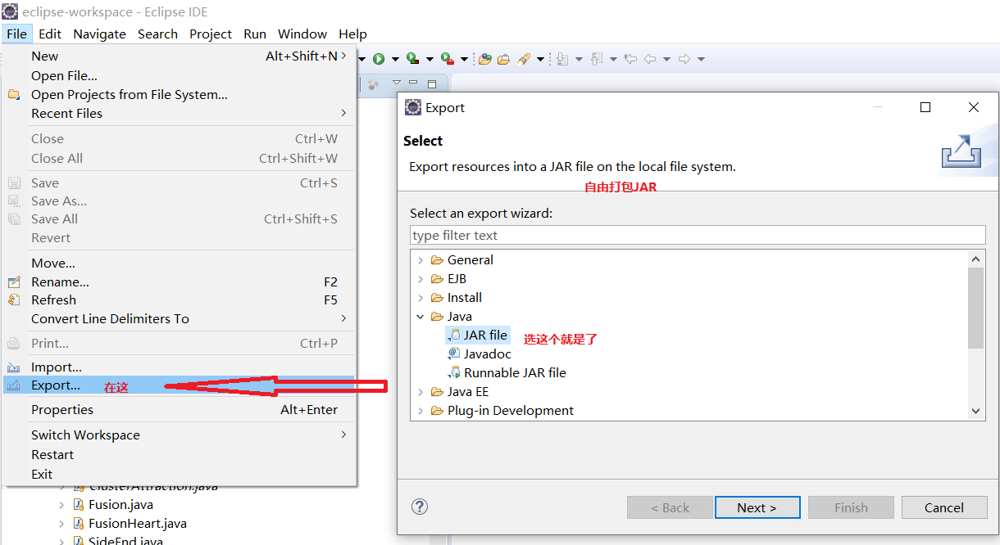 eclipse-workspace - Eclipse IDE
File Edit Navigate Search Project Run Window Help
New Alt+Shift+N
Open File...
Open Projects from File System...
Recent Files
Close Ctrl+W
Close All Ctrl+Shift+W
Save Ctrl+S
Save As...
Save All Ctrl+Shift+S
Revert
Move...
Rename... F2
Refresh F5
Convert Line Delimiters To
Print... Ctrl+P
Import...
Export... 在这
Properties Alt+Enter
Switch Workspace
Restart
Exit
ClusterAttraction.java
Fusion.java
FusionHeart.java
SideEnd.java
Export
Select
Export resources into a JAR file on the local file system.
自由打包JAR
Select an export wizard:
type filter text
General
EJB
Install
Java
JAR file 选这个就是了
Javadoc
Runnable JAR file
Java EE
Plug-in Development
< Back Next > Finish Cancel